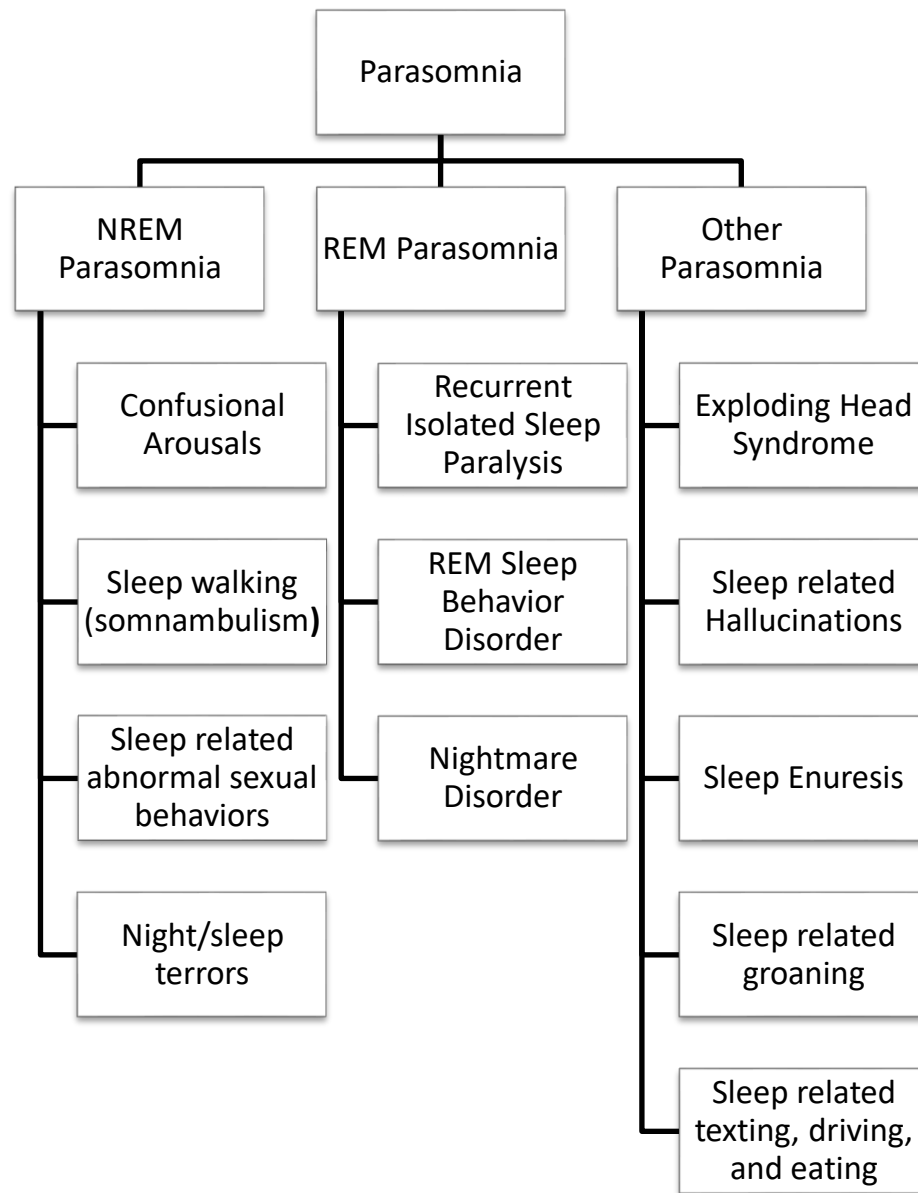 Parasomnia
NREM
Parasomnia
REM Parasomnia
Other
Parasomnia
Confusional
Arousals
Sleep walking
(somnambulism)
Sleep related
abnormal sexual
behaviors
Night/sleep
terrors
Recurrent
Isolated Sleep
Paralysis
REM Sleep
Behavior
Disorder
Nightmare
Disorder
Exploding Head
Syndrome
Sleep related
Hallucinations
Sleep Enuresis
Sleep related
groaning
Sleep related
texting, driving,
and eating